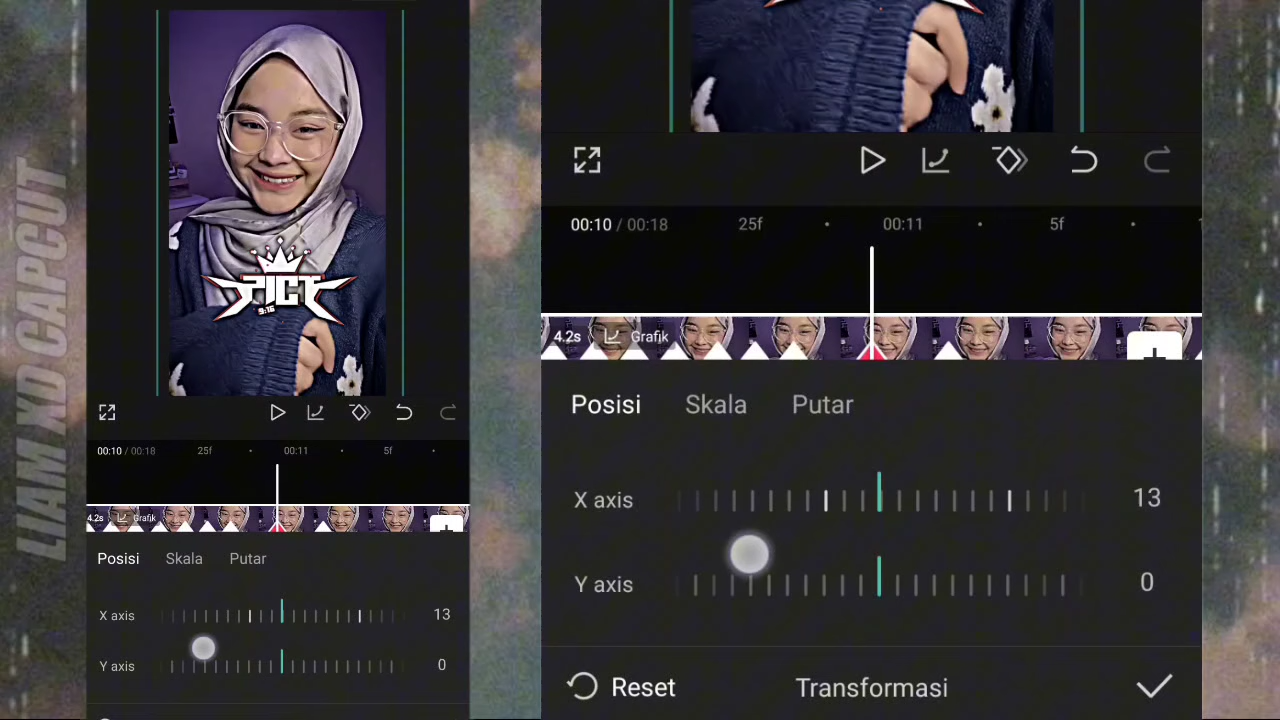 LIAM XD CAPCUT
PICT
9:16
00:10 / 00:18 25f 00:11 5f
4.2s Grafik
Posisi Skala Putar
X axis 13
Y axis 0
00:10 / 00:18 25f 00:11 5f
4.2s Grafik
Posisi Skala Putar
X axis 13
Y axis 0
Reset Transformasi